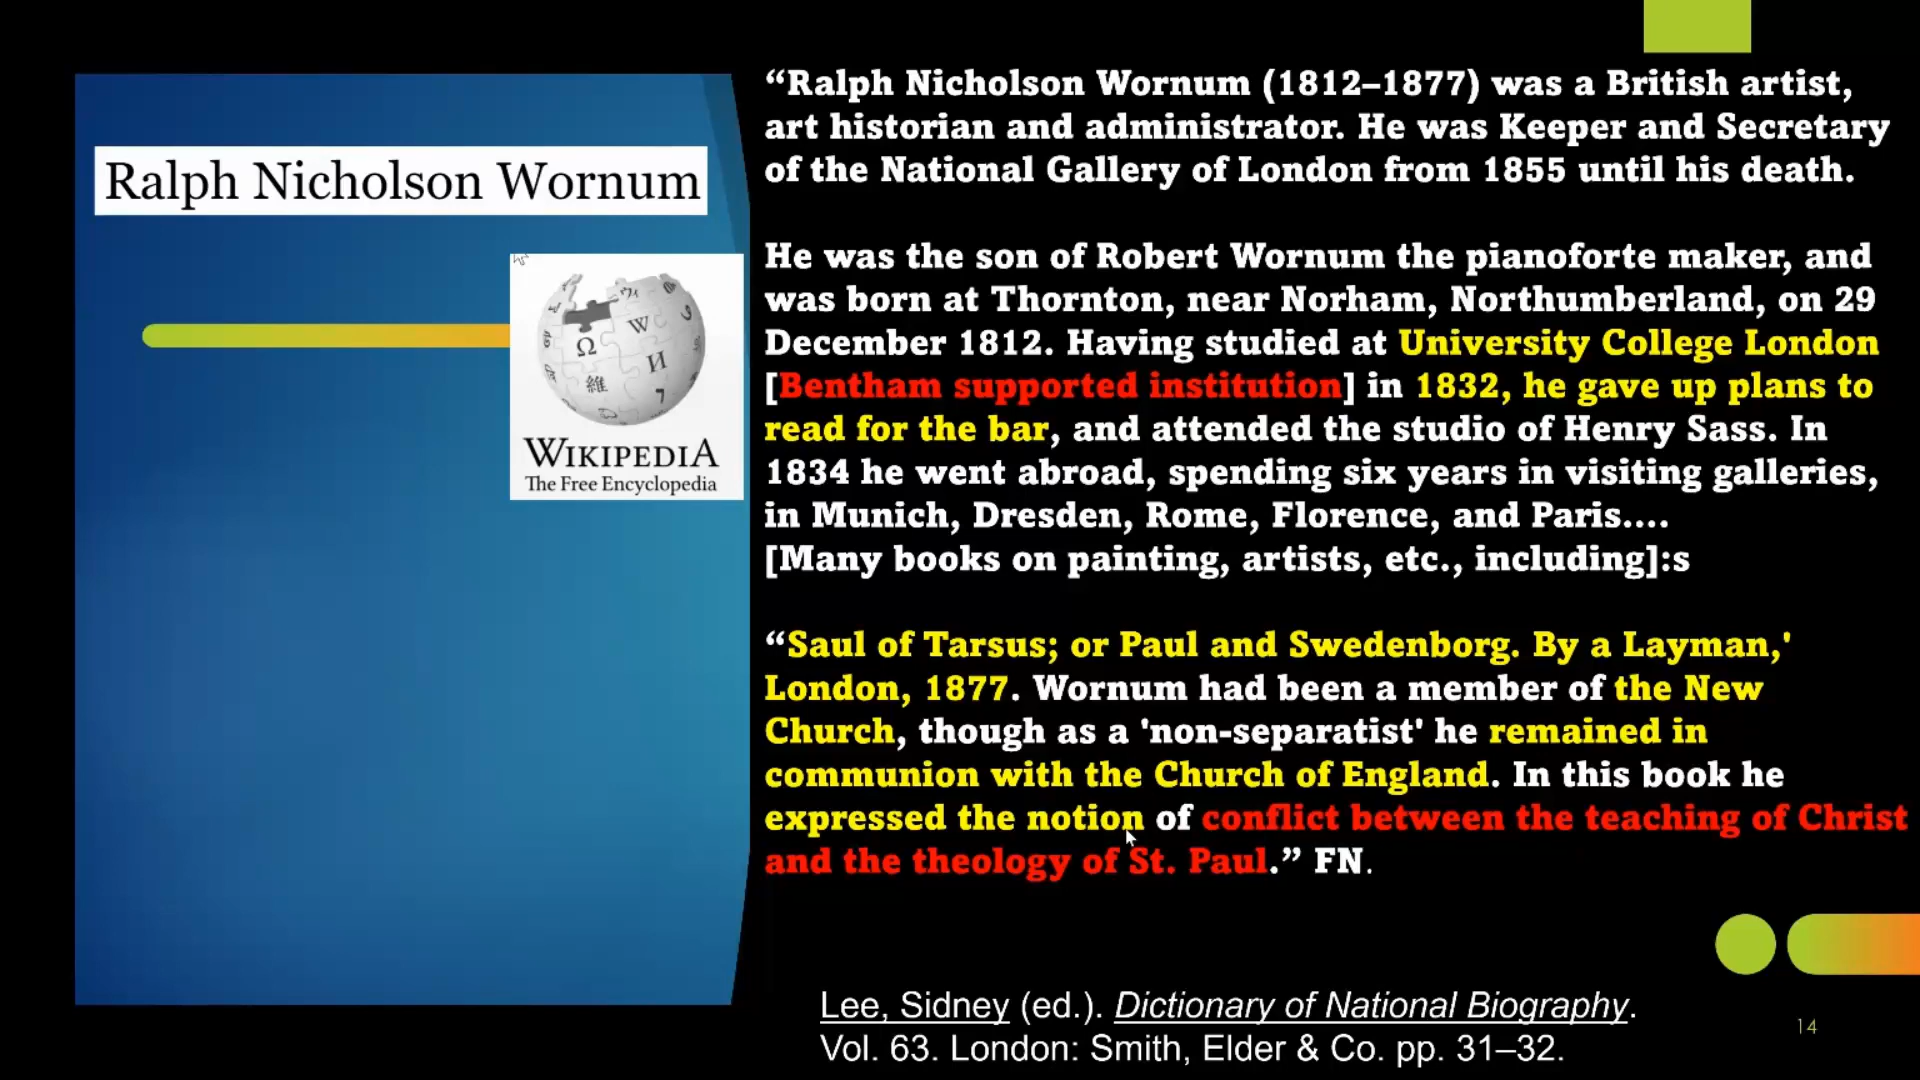 Ralph Nicholson Wornum
WIKIPEDIA
The Free Encyclopedia
“Ralph Nicholson Wornum (1812–1877) was a British artist,
art historian and administrator. He was Keeper and Secretary
of the National Gallery of London from 1855 until his death.
He was the son of Robert Wornum the pianoforte maker, and
was born at Thornton, near Norham, Northumberland, on 29
December 1812. Having studied at University College London
[Bentham supported institution] in 1832, he gave up plans to
read for the bar, and attended the studio of Henry Sass. In
1834 he went abroad, spending six years in visiting galleries,
in Munich, Dresden, Rome, Florence, and Paris....
[Many books on painting, artists, etc., including]:s
“Saul of Tarsus; or Paul and Swedenborg. By a Layman,'
London, 1877. Wornum had been a member of the New
Church, though as a 'non-separatist' he remained in
communion with the Church of England. In this book he
expressed the notion of conflict between the teaching of Christ
and the theology of St. Paul.” FN.
Lee, Sidney (ed.). Dictionary of National Biography.
Vol. 63. London: Smith, Elder & Co. pp. 31–32.
14